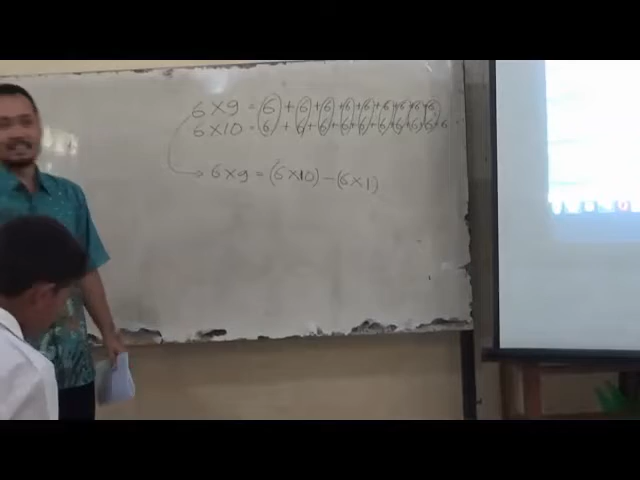 6×9 = 6 + 6 + 6 + 6 + 6 + 6 + 6 + 6 + 6
6×10 = 6 + 6 + 6 + 6 + 6 + 6 + 6 + 6 + 6 + 6
6×9 = (6×10) − (6×1)